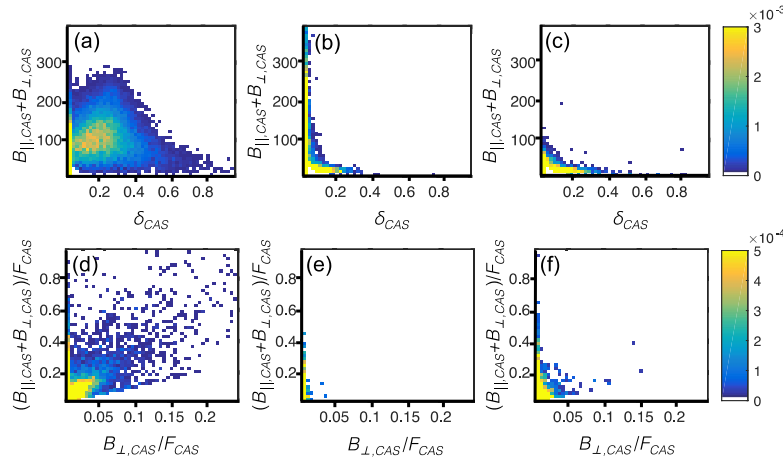 (a) (b) (c) ×10⁻³
B||,CAS+B⊥,CAS B||,CAS+B⊥,CAS B||,CAS+B⊥,CAS
300 300 300 3
200 200 200 2
100 100 100 1
0
0.2 0.4 0.6 0.8 0.2 0.4 0.6 0.8 0.2 0.4 0.6 0.8
δCAS δCAS δCAS
(d) (e) (f) ×10⁻⁴
(B||,CAS+B⊥,CAS)/FCAS (B||,CAS+B⊥,CAS)/FCAS (B||,CAS+B⊥,CAS)/FCAS
5
0.8 0.8 0.8 4
0.6 0.6 0.6 3
0.4 0.4 0.4 2
0.2 0.2 0.2 1
0
0.05 0.1 0.15 0.2 0.05 0.1 0.15 0.2 0.05 0.1 0.15 0.2
B⊥,CAS/FCAS B⊥,CAS/FCAS B⊥,CAS/FCAS